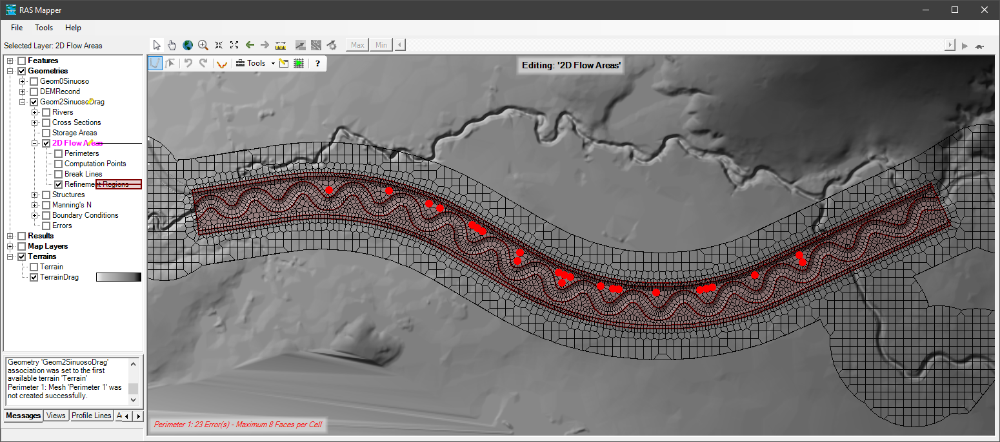 RAS Mapper
File Tools Help
Selected Layer: 2D Flow Areas
Max Min
Features
Geometries
Geom0Sinuoso
DEMRecond
Geom2SinuosoDrag
Rivers
Cross Sections
Storage Areas
2D Flow Areas
Perimeters
Computation Points
Break Lines
Refinement Regions
Structures
Manning's N
Boundary Conditions
Errors
Results
Map Layers
Terrains
Terrain
TerrainDrag
Tools ?
Editing: '2D Flow Areas'
Geometry 'Geom2SinuosoDrag'
association was set to the first
available terrain 'Terrain'
Perimeter 1: Mesh 'Perimeter 1' was
not created successfully.
Messages Views Profile Lines
Perimeter 1: 23 Error(s) - Maximum 8 Faces per Cell